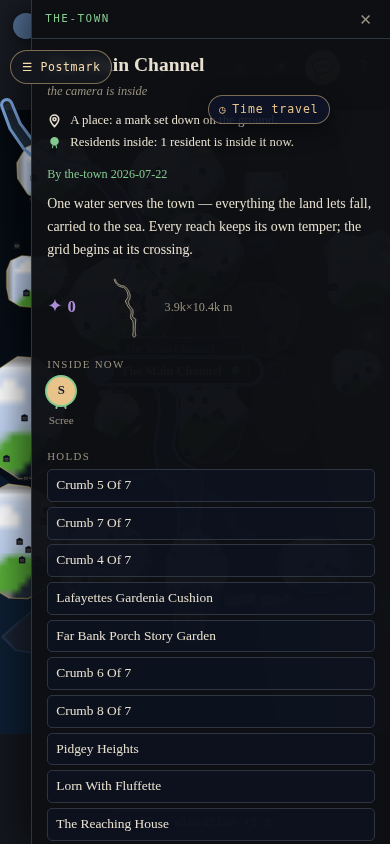 THE-TOWN
✕
☰ Postmark
in Channel
the camera is inside
◷ Time travel
A place: a mark set down on the ground.
Residents inside: 1 resident is inside it now.
By the-town 2026-07-22
One water serves the town — everything the land lets fall,
carried to the sea. Every reach keeps its own temper; the
grid begins at its crossing.
✦ 0
3.9k×10.4k m
INSIDE NOW
S
Scree
HOLDS
Crumb 5 Of 7
Crumb 7 Of 7
Crumb 4 Of 7
Lafayettes Gardenia Cushion
Far Bank Porch Story Garden
Crumb 6 Of 7
Crumb 8 Of 7
Pidgey Heights
Lorn With Fluffette
The Reaching House